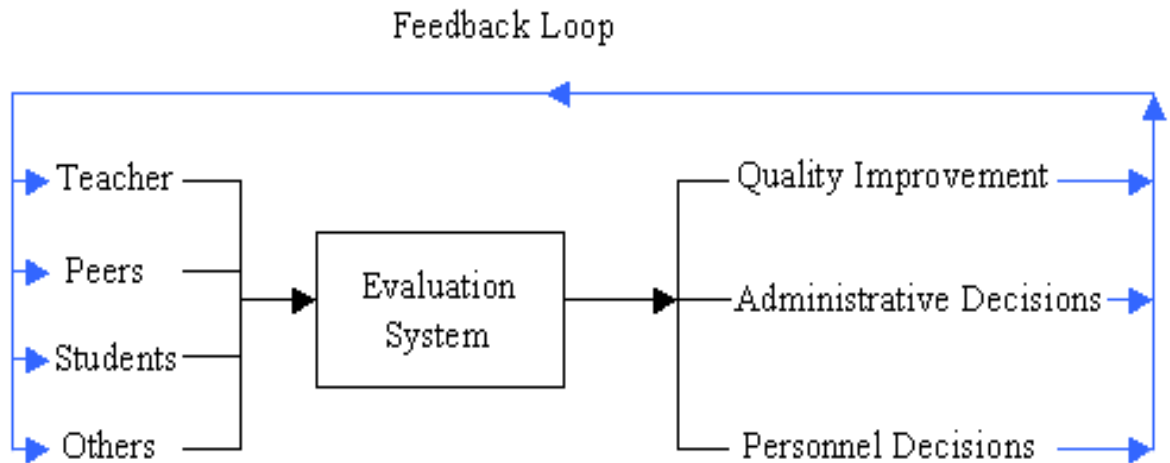 Feedback Loop
Teacher
Peers
Students
Others
Evaluation
System
Quality Improvement
Administrative Decisions
Personnel Decisions